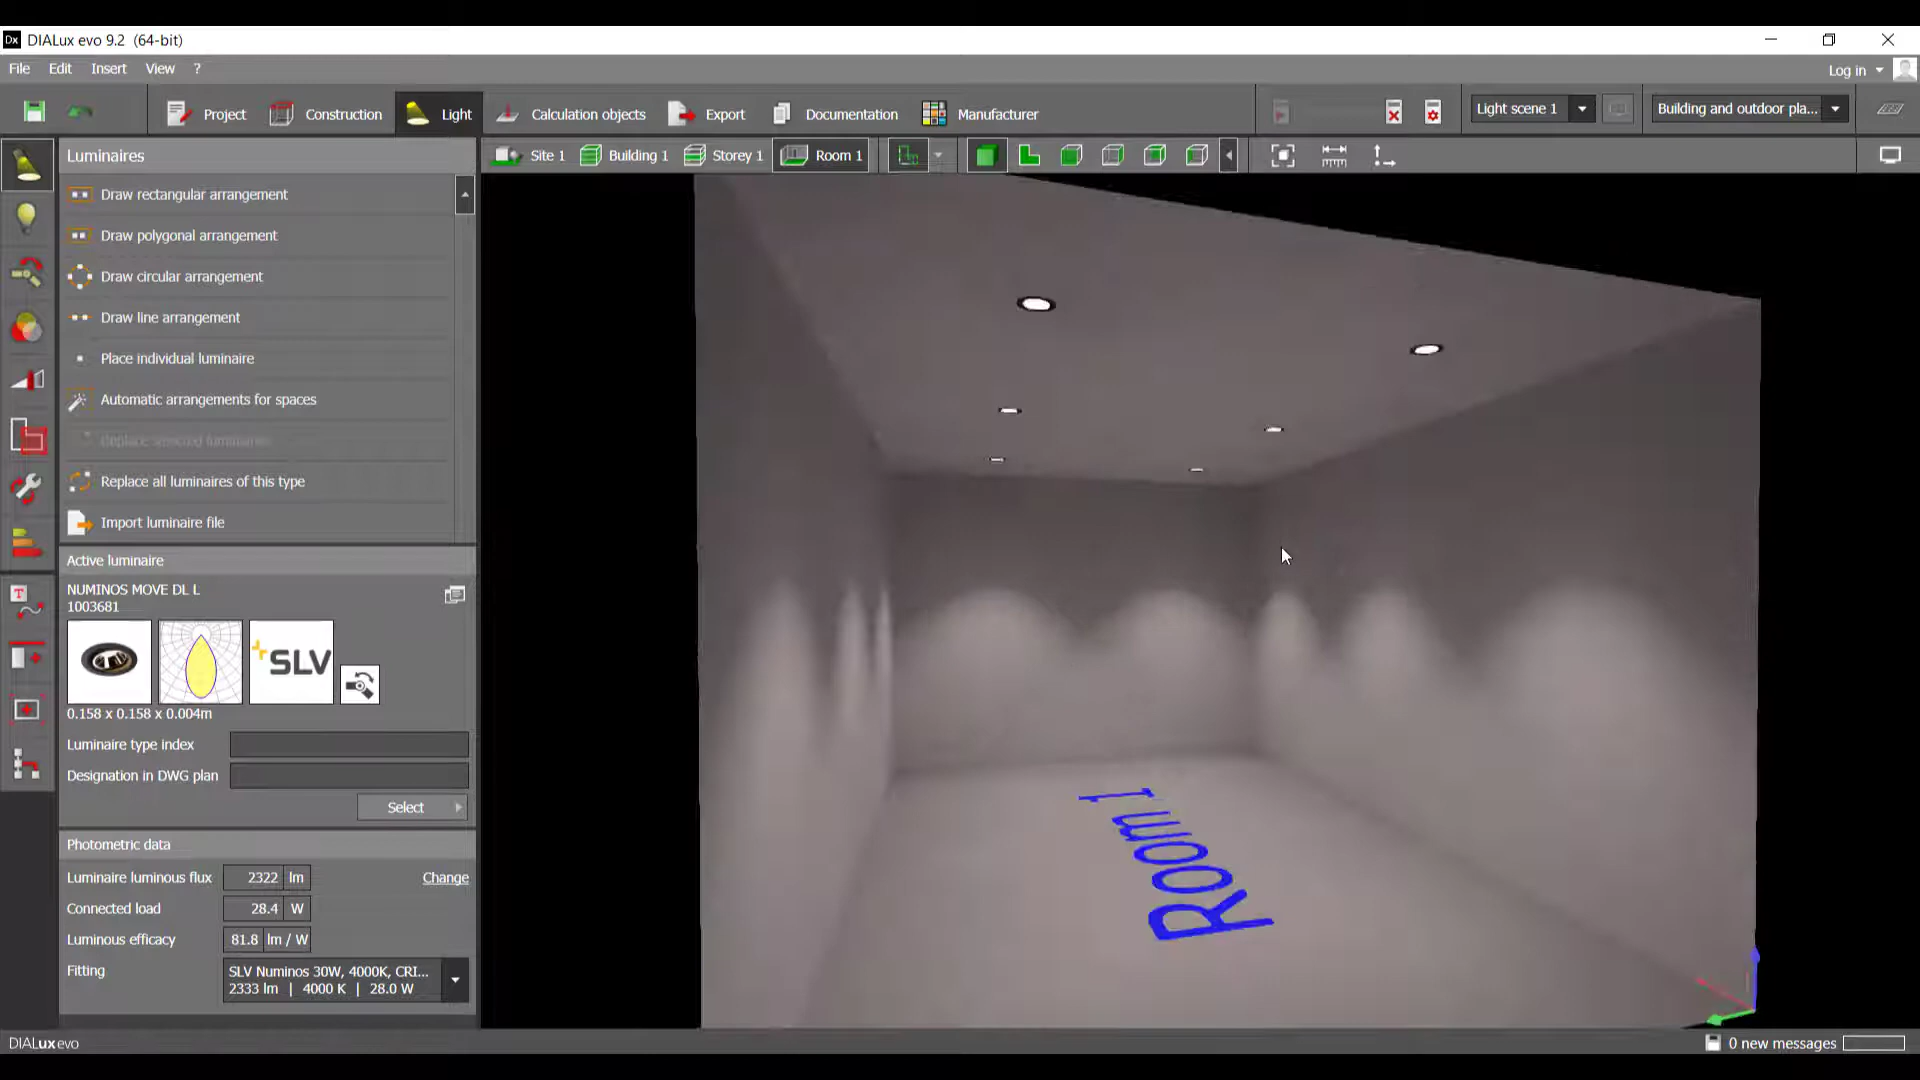 DIALux evo 9.2 (64-bit)
File Edit Insert View ?
Log in
Project Construction Light Calculation objects Export Documentation Manufacturer
Light scene 1
Building and outdoor pla...
Luminaires
Site 1 Building 1 Storey 1 Room 1
Draw rectangular arrangement
Draw polygonal arrangement
Draw circular arrangement
Draw line arrangement
Place individual luminaire
Automatic arrangements for spaces
Replace selected luminaires
Replace all luminaires of this type
Import luminaire file
Active luminaire
NUMINOS MOVE DL L
1003681
SLV
0.158 x 0.158 x 0.004m
Luminaire type index
Designation in DWG plan
Select
Photometric data
Luminaire luminous flux 2322 lm Change
Connected load 28.4 W
Luminous efficacy 81.8 lm / W
Fitting SLV Numinos 30W, 4000K, CRI...
2333 lm | 4000 K | 28.0 W
Room 1
DIALux evo
0 new messages